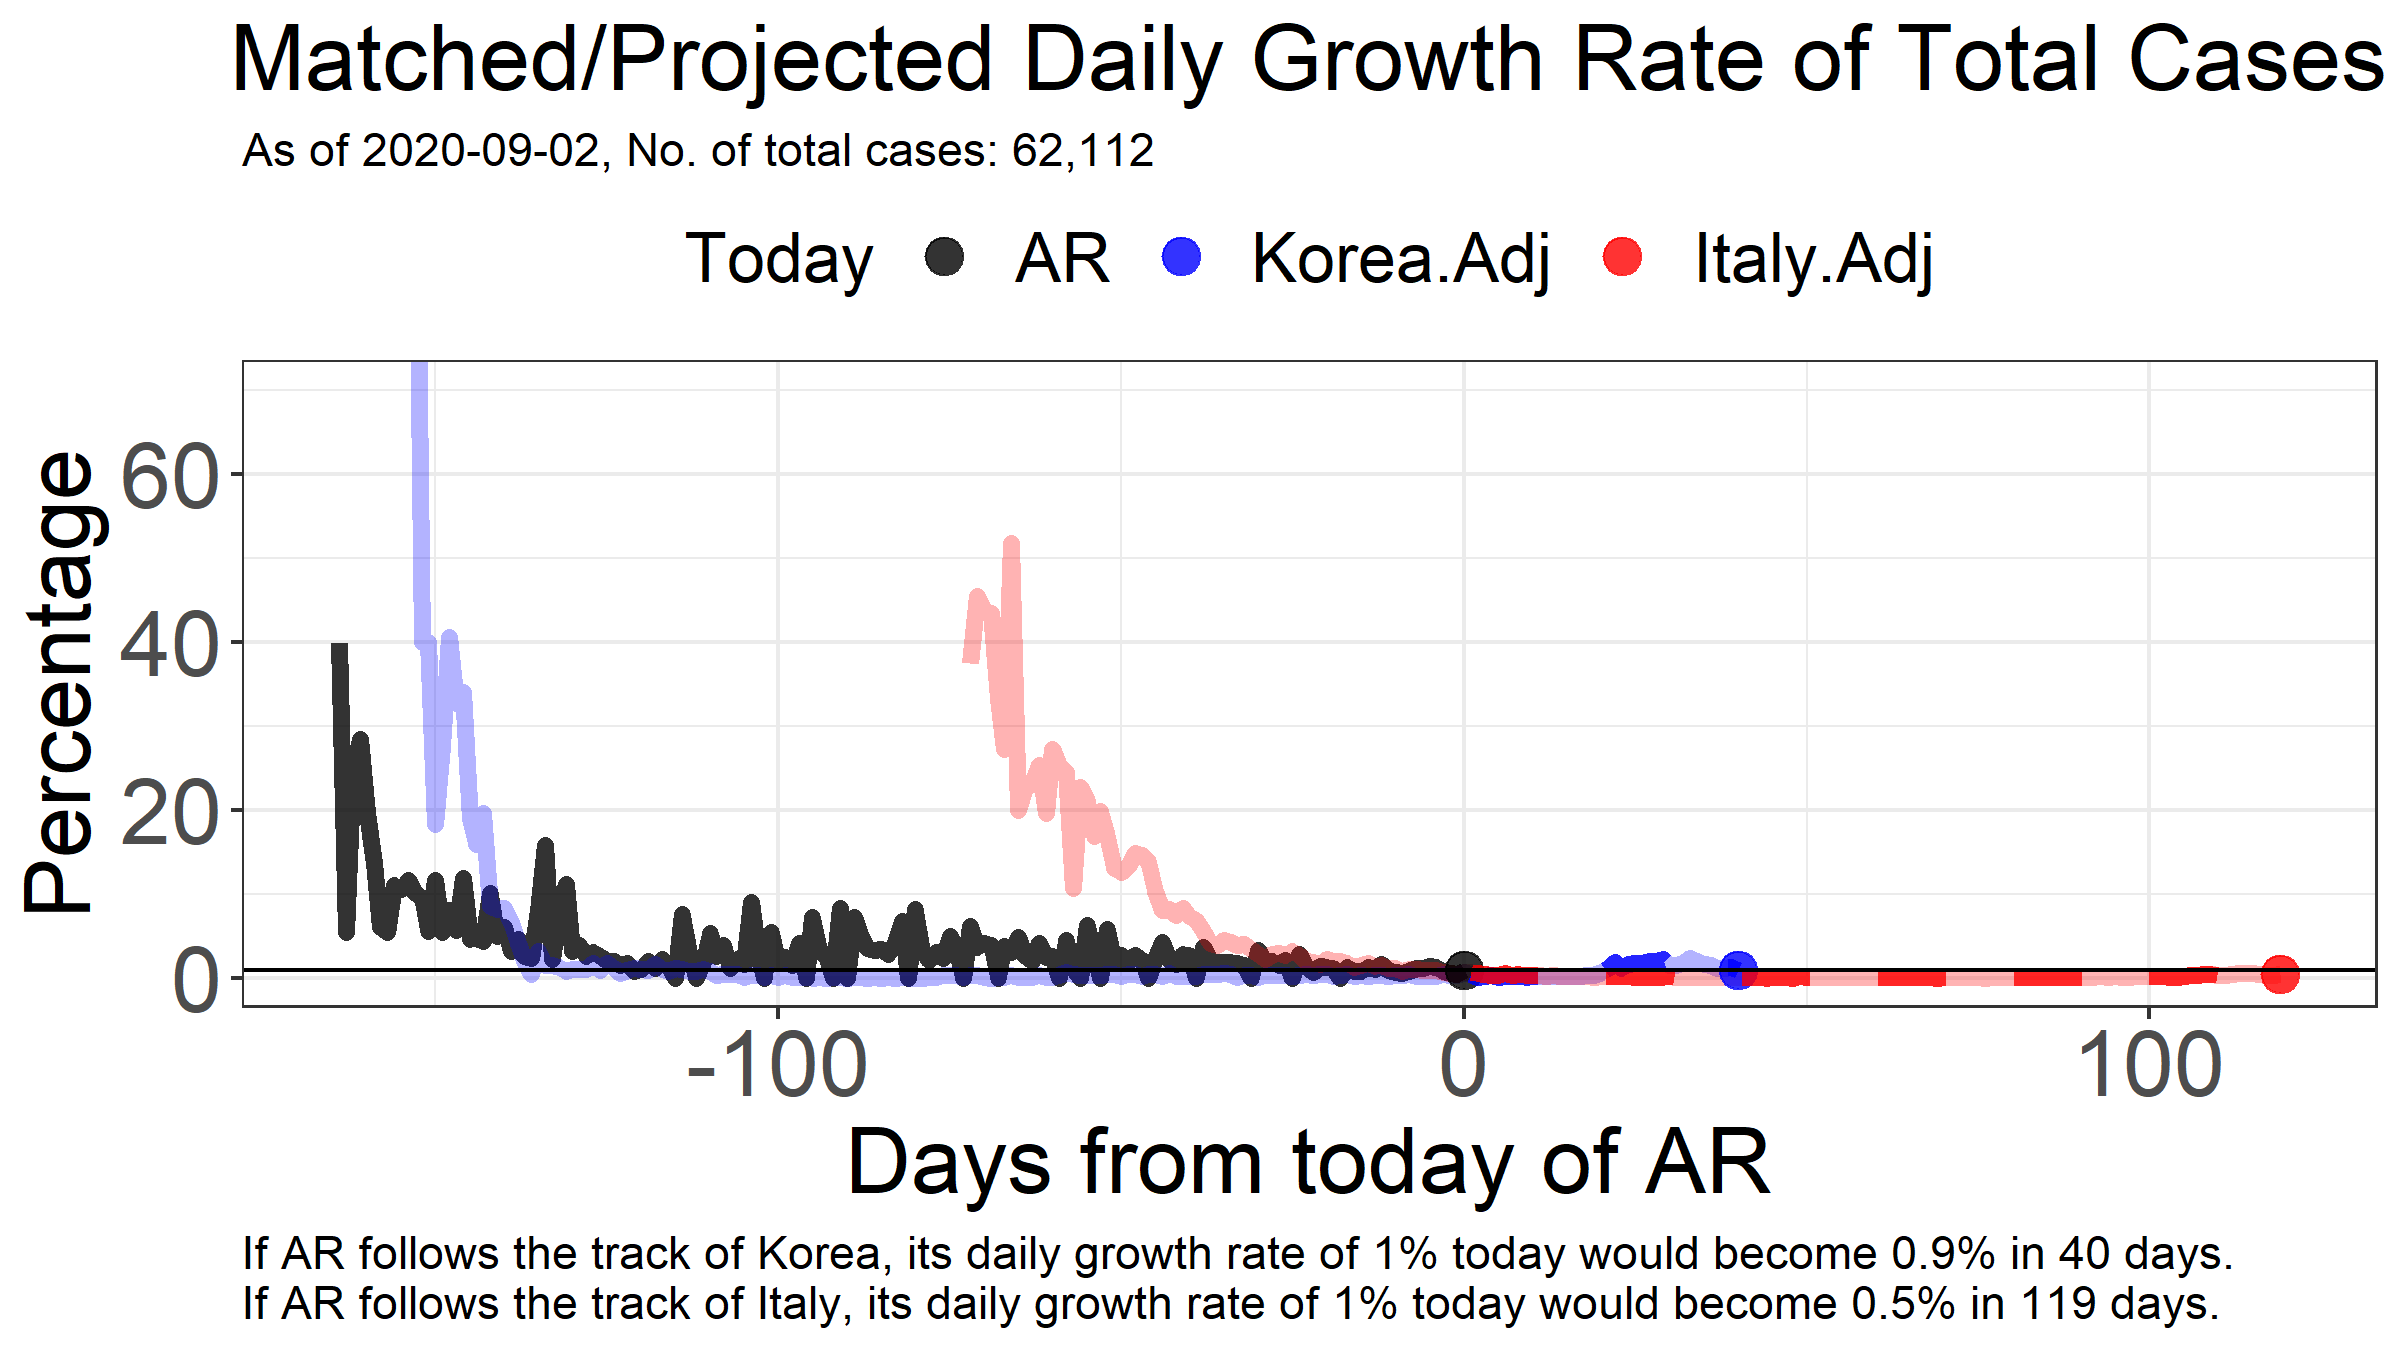 Matched/Projected Daily Growth Rate of Total Cases
As of 2020-09-02, No. of total cases: 62,112
Today AR Korea.Adj Italy.Adj
Percentage
60
40
20
0
-100 0 100
Days from today of AR
If AR follows the track of Korea, its daily growth rate of 1% today would become 0.9% in 40 days.
If AR follows the track of Italy, its daily growth rate of 1% today would become 0.5% in 119 days.